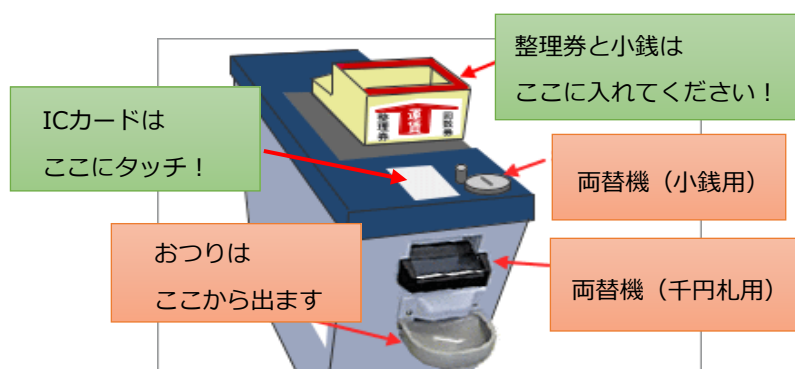 整理券と小銭は
ここに入れてください！
ICカードは
ここにタッチ！
整理券
運賃
回数券
両替機（小銭用）
おつりは
ここから出ます
両替機（千円札用）